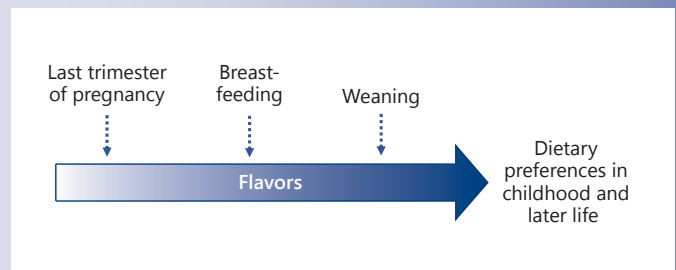 Last trimester
of pregnancy
Breast-
feeding
Weaning
Flavors
Dietary
preferences in
childhood and
later life